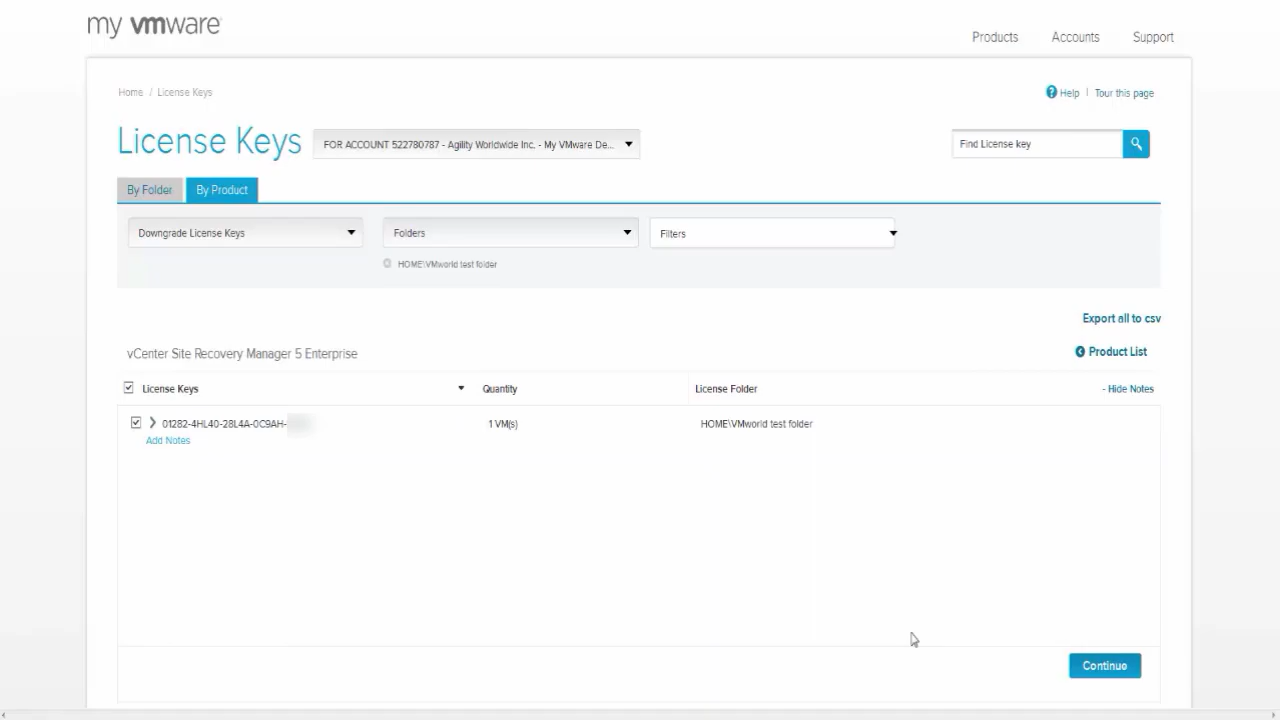 my vmware
Products Accounts Support
Home / License Keys
Help | Tour this page
License Keys
FOR ACCOUNT 522780787 - Agility Worldwide Inc. - My VMware De...
Find License key
By Folder By Product
Downgrade License Keys
Folders
Filters
HOME\VMworld test folder
Export all to csv
vCenter Site Recovery Manager 5 Enterprise
Product List
License Keys Quantity License Folder - Hide Notes
01282-4HL40-28L4A-0C9AH- 1 VM(s) HOME\VMworld test folder
Add Notes
Continue